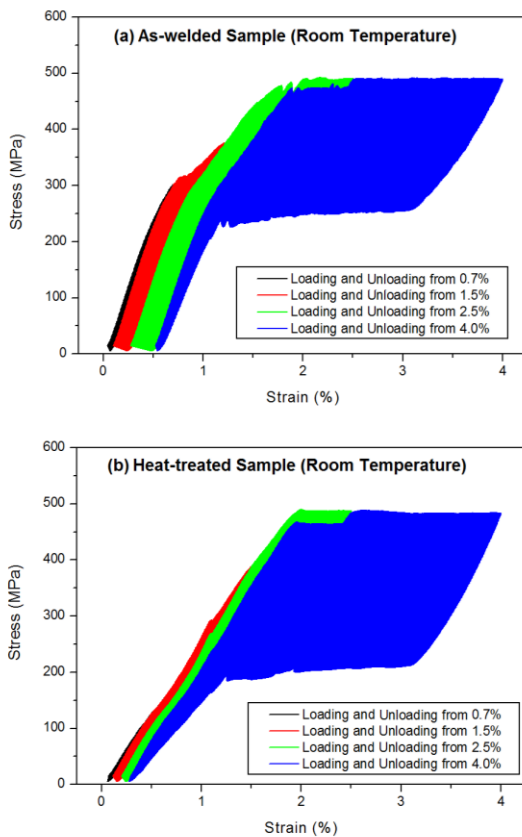 600
(a) As-welded Sample (Room Temperature)
500
400
300
200
100
0
Stress (MPa)
Loading and Unloading from 0.7%
Loading and Unloading from 1.5%
Loading and Unloading from 2.5%
Loading and Unloading from 4.0%
0 1 2 3 4
Strain (%)
600
(b) Heat-treated Sample (Room Temperature)
500
400
300
200
100
0
Stress (MPa)
Loading and Unloading from 0.7%
Loading and Unloading from 1.5%
Loading and Unloading from 2.5%
Loading and Unloading from 4.0%
0 1 2 3 4
Strain (%)